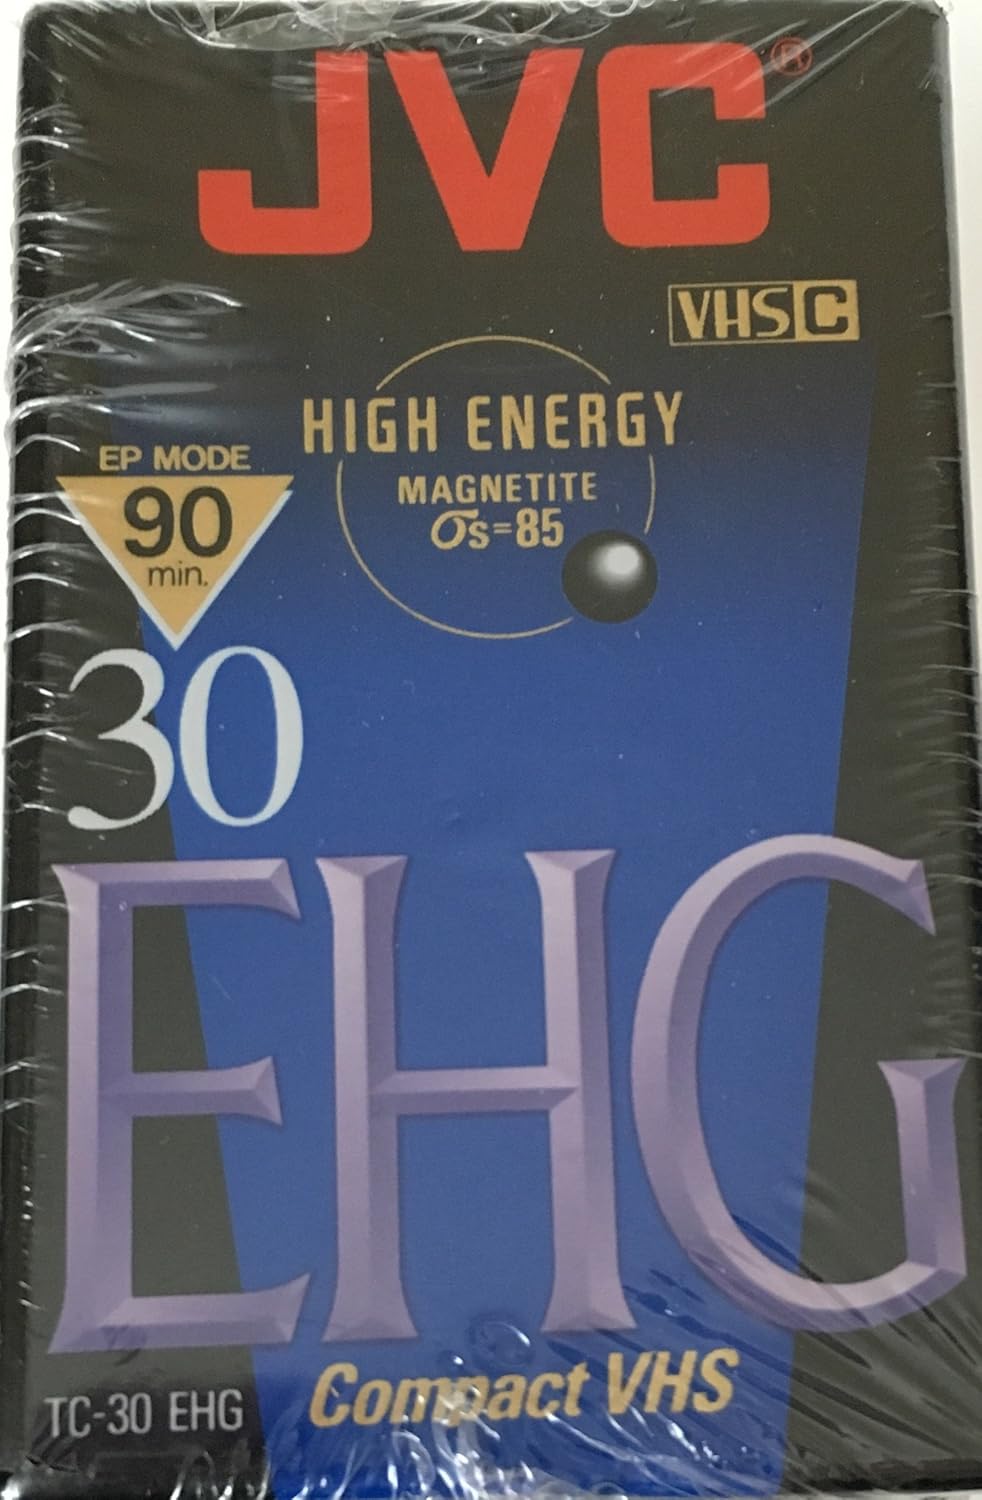 JVC®
VHS C
HIGH ENERGY
MAGNETITE
σs=85
EP MODE
90
min.
30
EHG
Compact VHS
TC-30 EHG